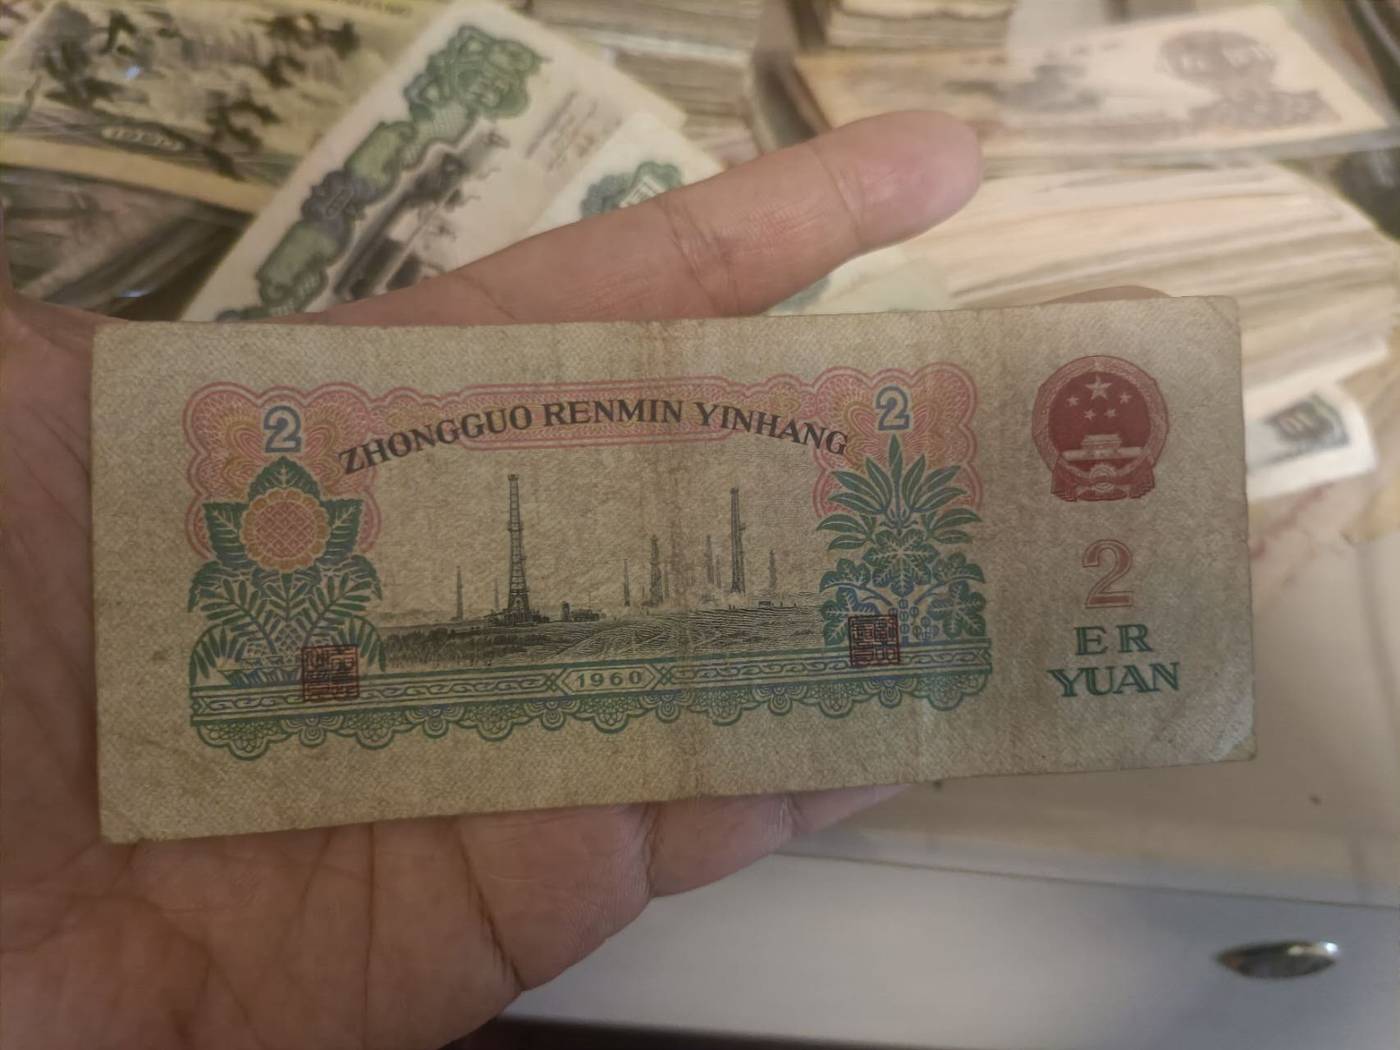 2
ZHONGGUO RENMIN YINHANG
2
1960
2
ER
YUAN